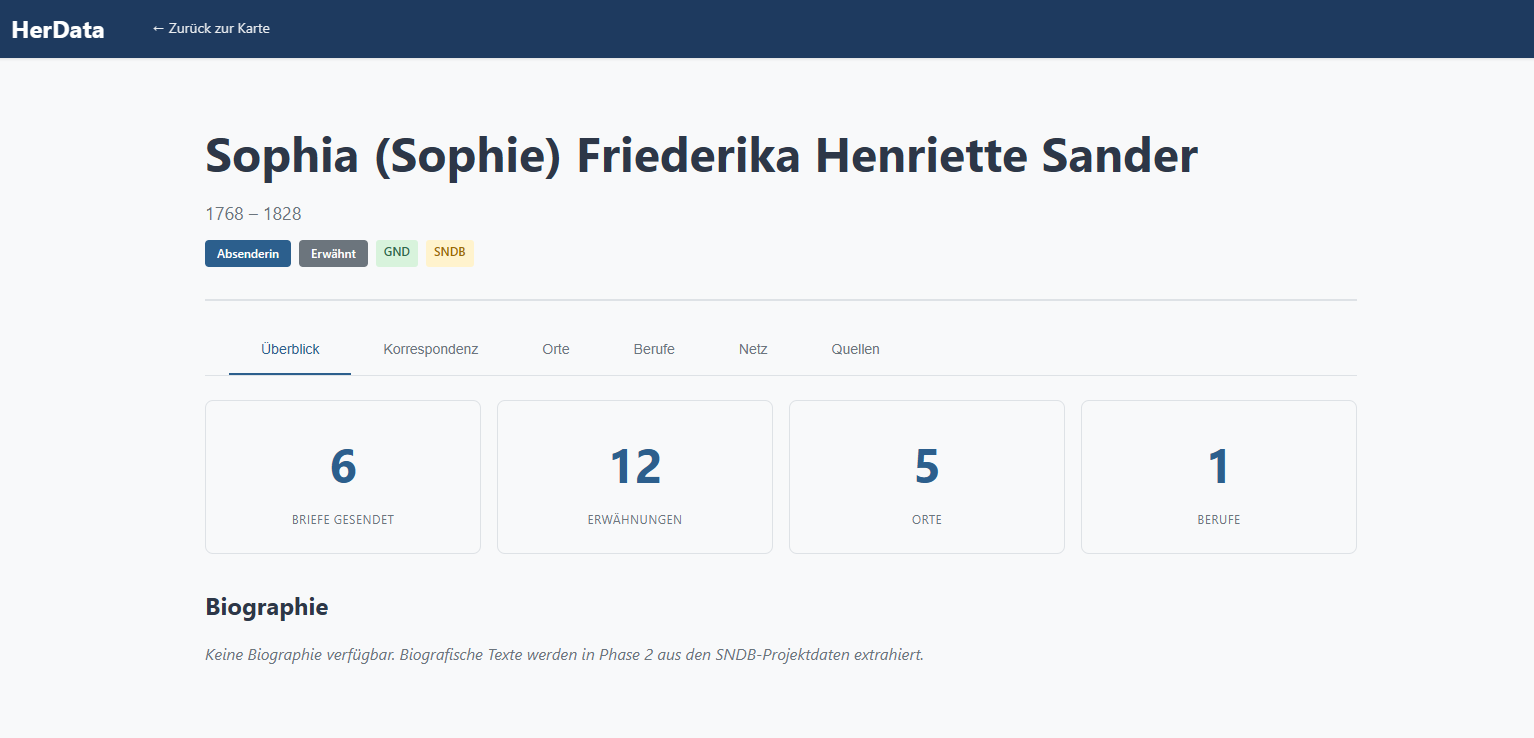 HerData
← Zurück zur Karte
Sophia (Sophie) Friederika Henriette Sander
1768 – 1828
Absenderin Erwähnt GND SNDB
Überblick Korrespondenz Orte Berufe Netz Quellen
6 12 5 1
BRIEFE GESENDET ERWÄHNUNGEN ORTE BERUFE
Biographie
Keine Biographie verfügbar. Biografische Texte werden in Phase 2 aus den SNDB-Projektdaten extrahiert.